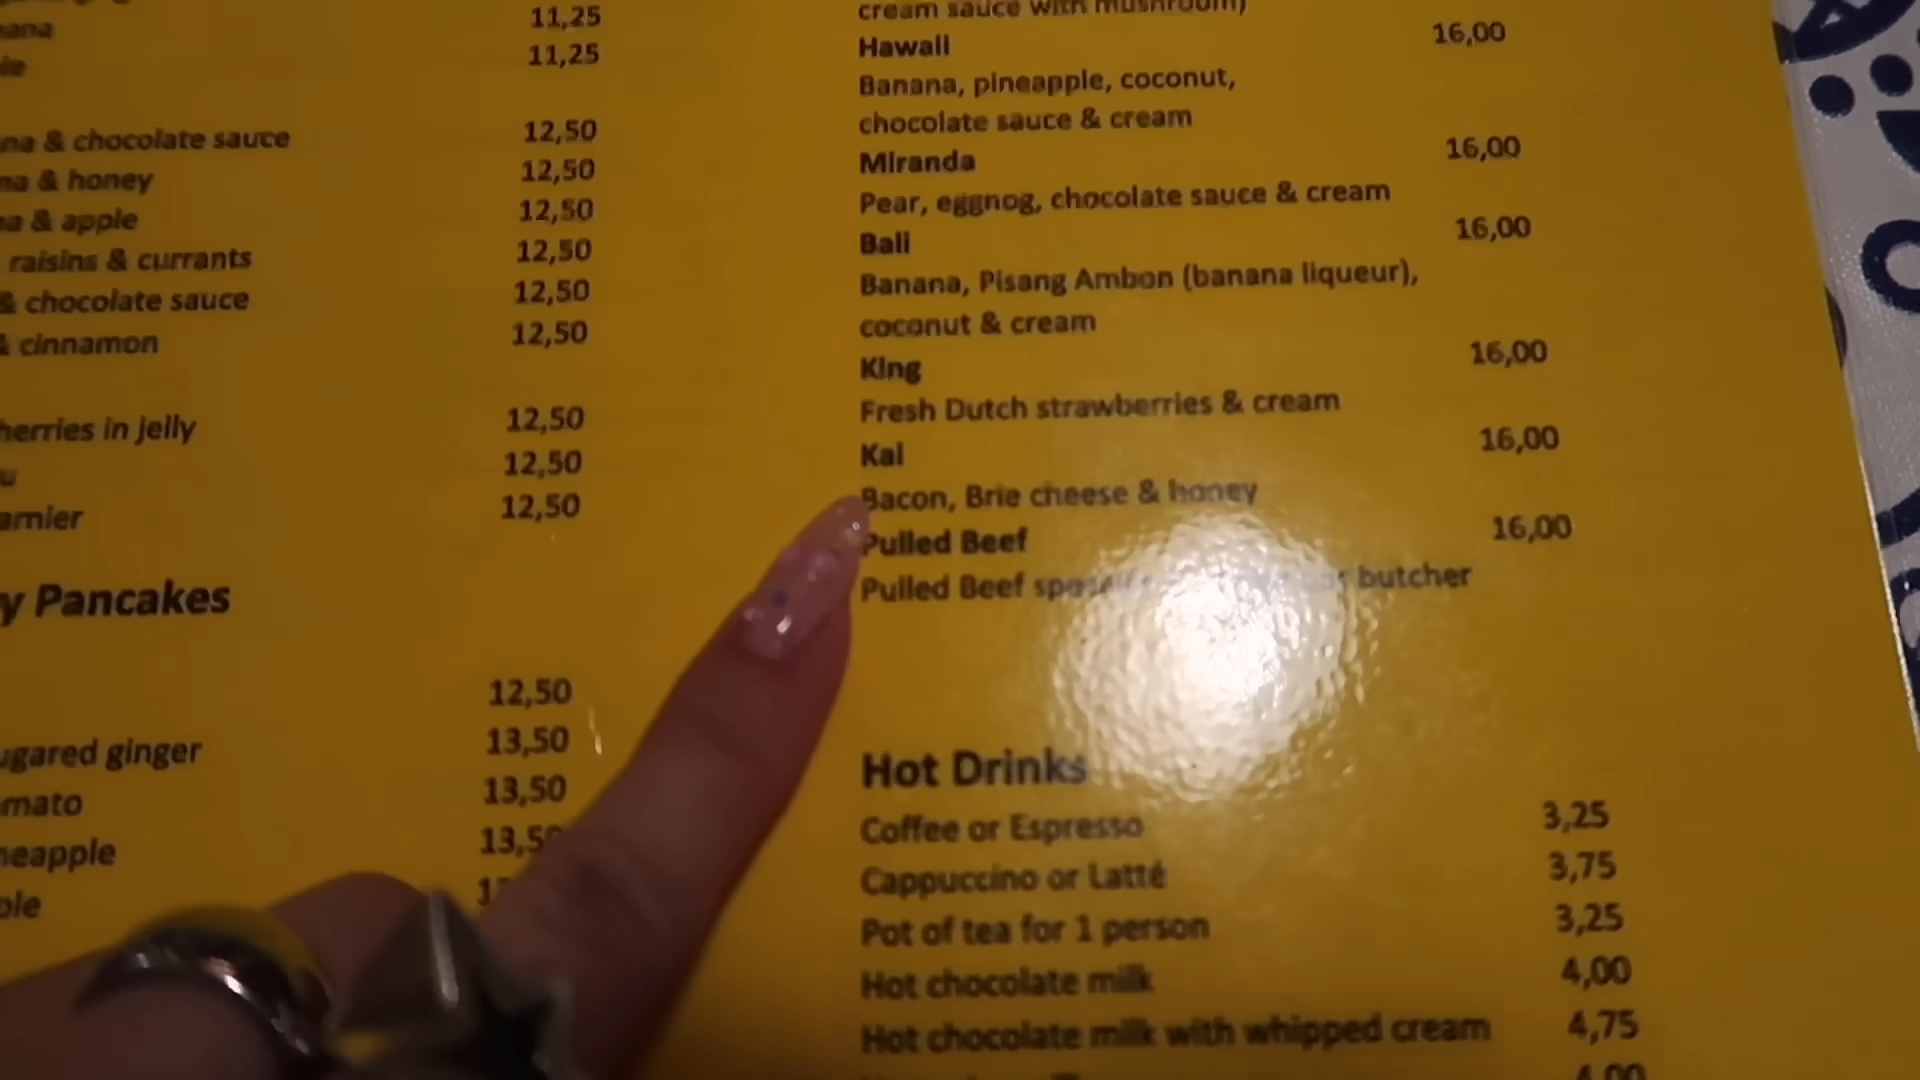 11,25
11,25
& chocolate sauce 12,50
& honey 12,50
& apple 12,50
raisins & currants 12,50
& chocolate sauce 12,50
& cinnamon 12,50
in jelly 12,50
12,50
12,50
Pancakes
12,50
ginger 13,50
13,50
cream sauce with mushroom)
Hawaii 16,00
Banana, pineapple, coconut,
chocolate sauce & cream
Miranda 16,00
Pear, eggnog, chocolate sauce & cream
Bali 16,00
Banana, Pisang Ambon (banana liqueur),
coconut & cream
King 16,00
Fresh Dutch strawberries & cream
Kal 16,00
Bacon, Brie cheese & honey
Pulled Beef 16,00
Pulled Beef butcher
Hot Drinks
Coffee or Espresso 3,25
Cappuccino or Latté 3,75
Pot of tea for 1 person 3,25
Hot chocolate milk 4,00
Hot chocolate milk with whipped cream 4,75